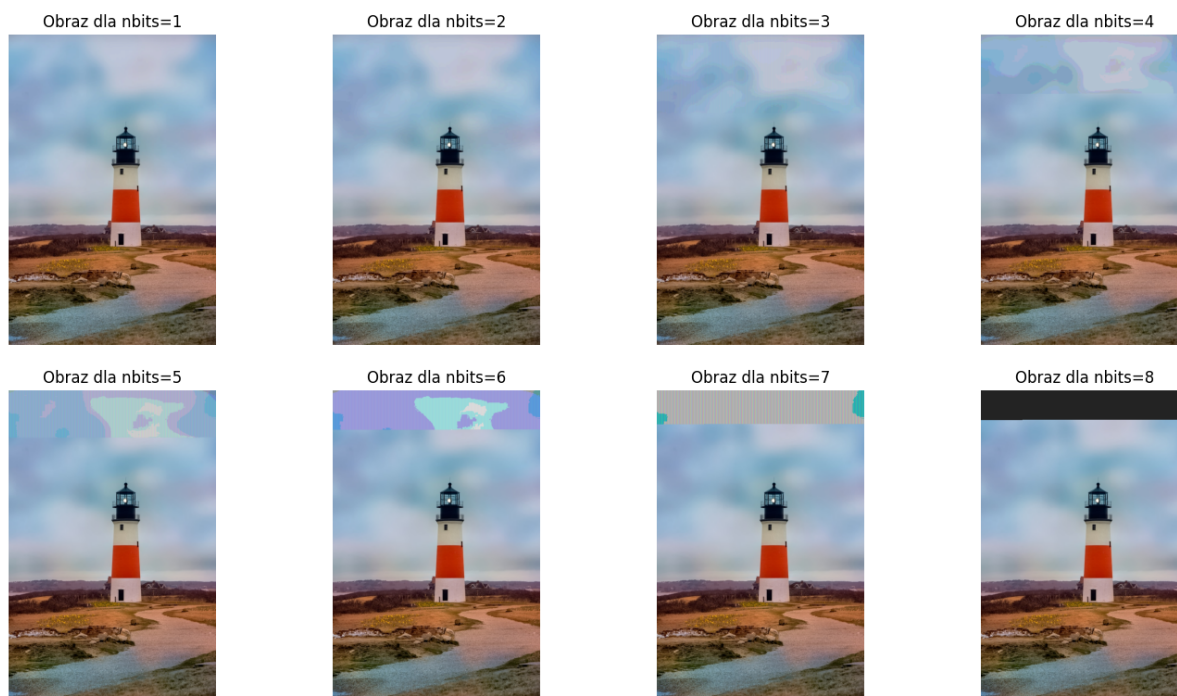 Obraz dla nbits=1
Obraz dla nbits=2
Obraz dla nbits=3
Obraz dla nbits=4
Obraz dla nbits=5
Obraz dla nbits=6
Obraz dla nbits=7
Obraz dla nbits=8